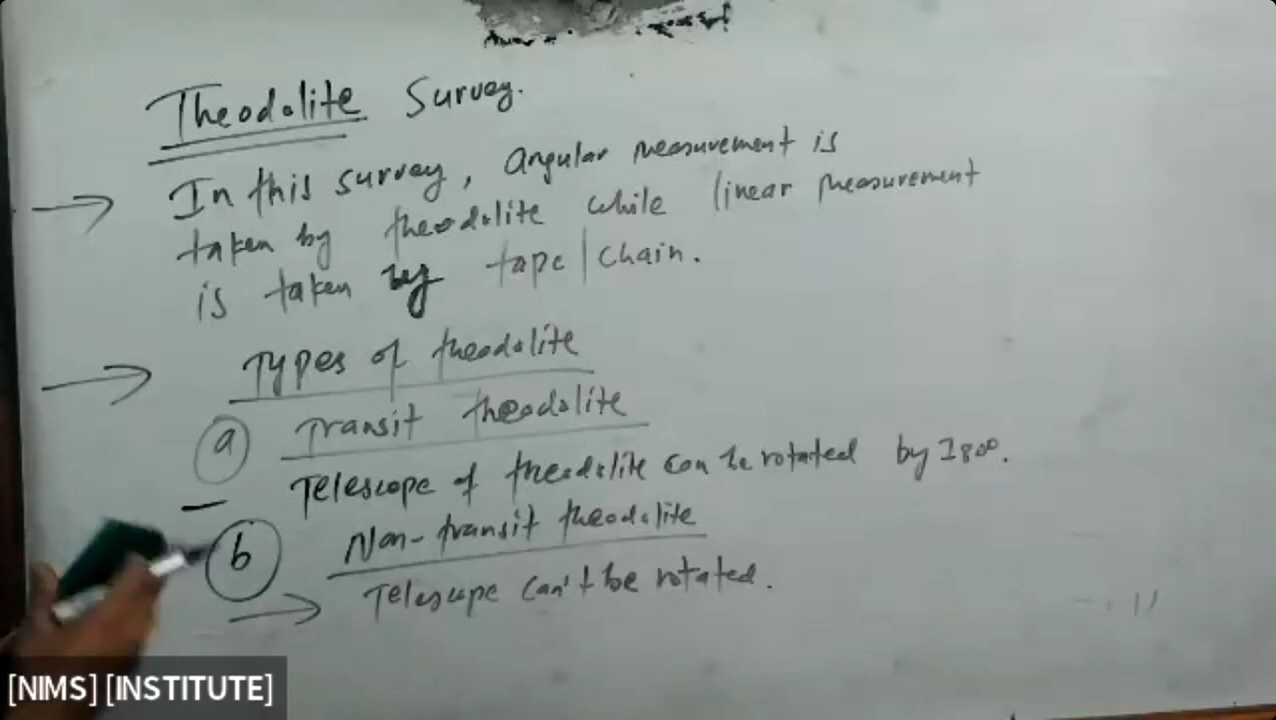 Theodolite Survey.
In this survey, Angular measurement is
taken by theodolite while linear measurement
is taken by tape/chain.
Types of theodolite
a Transit theodolite
Telescope of theodolite can be rotated by 180°.
b Non-transit theodolite
Telescope can't be rotated.
[NIMS] [INSTITUTE]